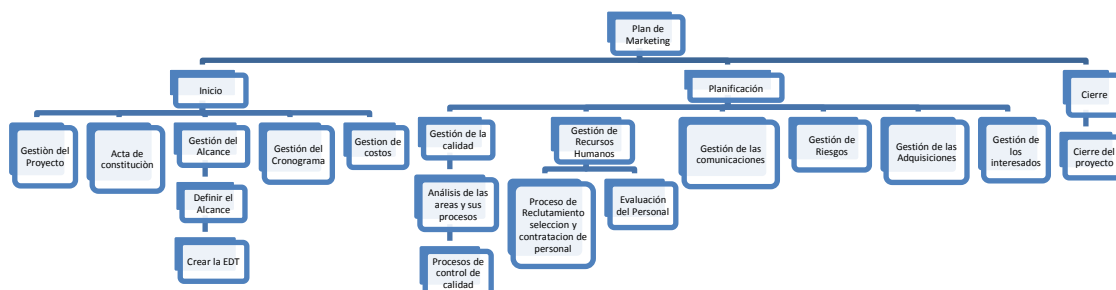 Plan de
Marketing
Inicio
Planificación
Cierre
Gestiòn del
Proyecto
Acta de
constituciòn
Gestión del
Alcance
Gestión del
Cronograma
Gestion de
costos
Gestión de la
calidad
Gestión de
Recursos
Humanos
Gestión de las
comunicaciones
Gestión de
Riesgos
Gestión de las
Adquisiciones
Gestión de
los
interesados
Cierre del
proyecto
Definir el
Alcance
Análisis de las
areas y sus
procesos
Proceso de
Reclutamiento
seleccion y
contratacion de
personal
Evaluación
del Personal
Crear la EDT
Procesos de
control de
calidad